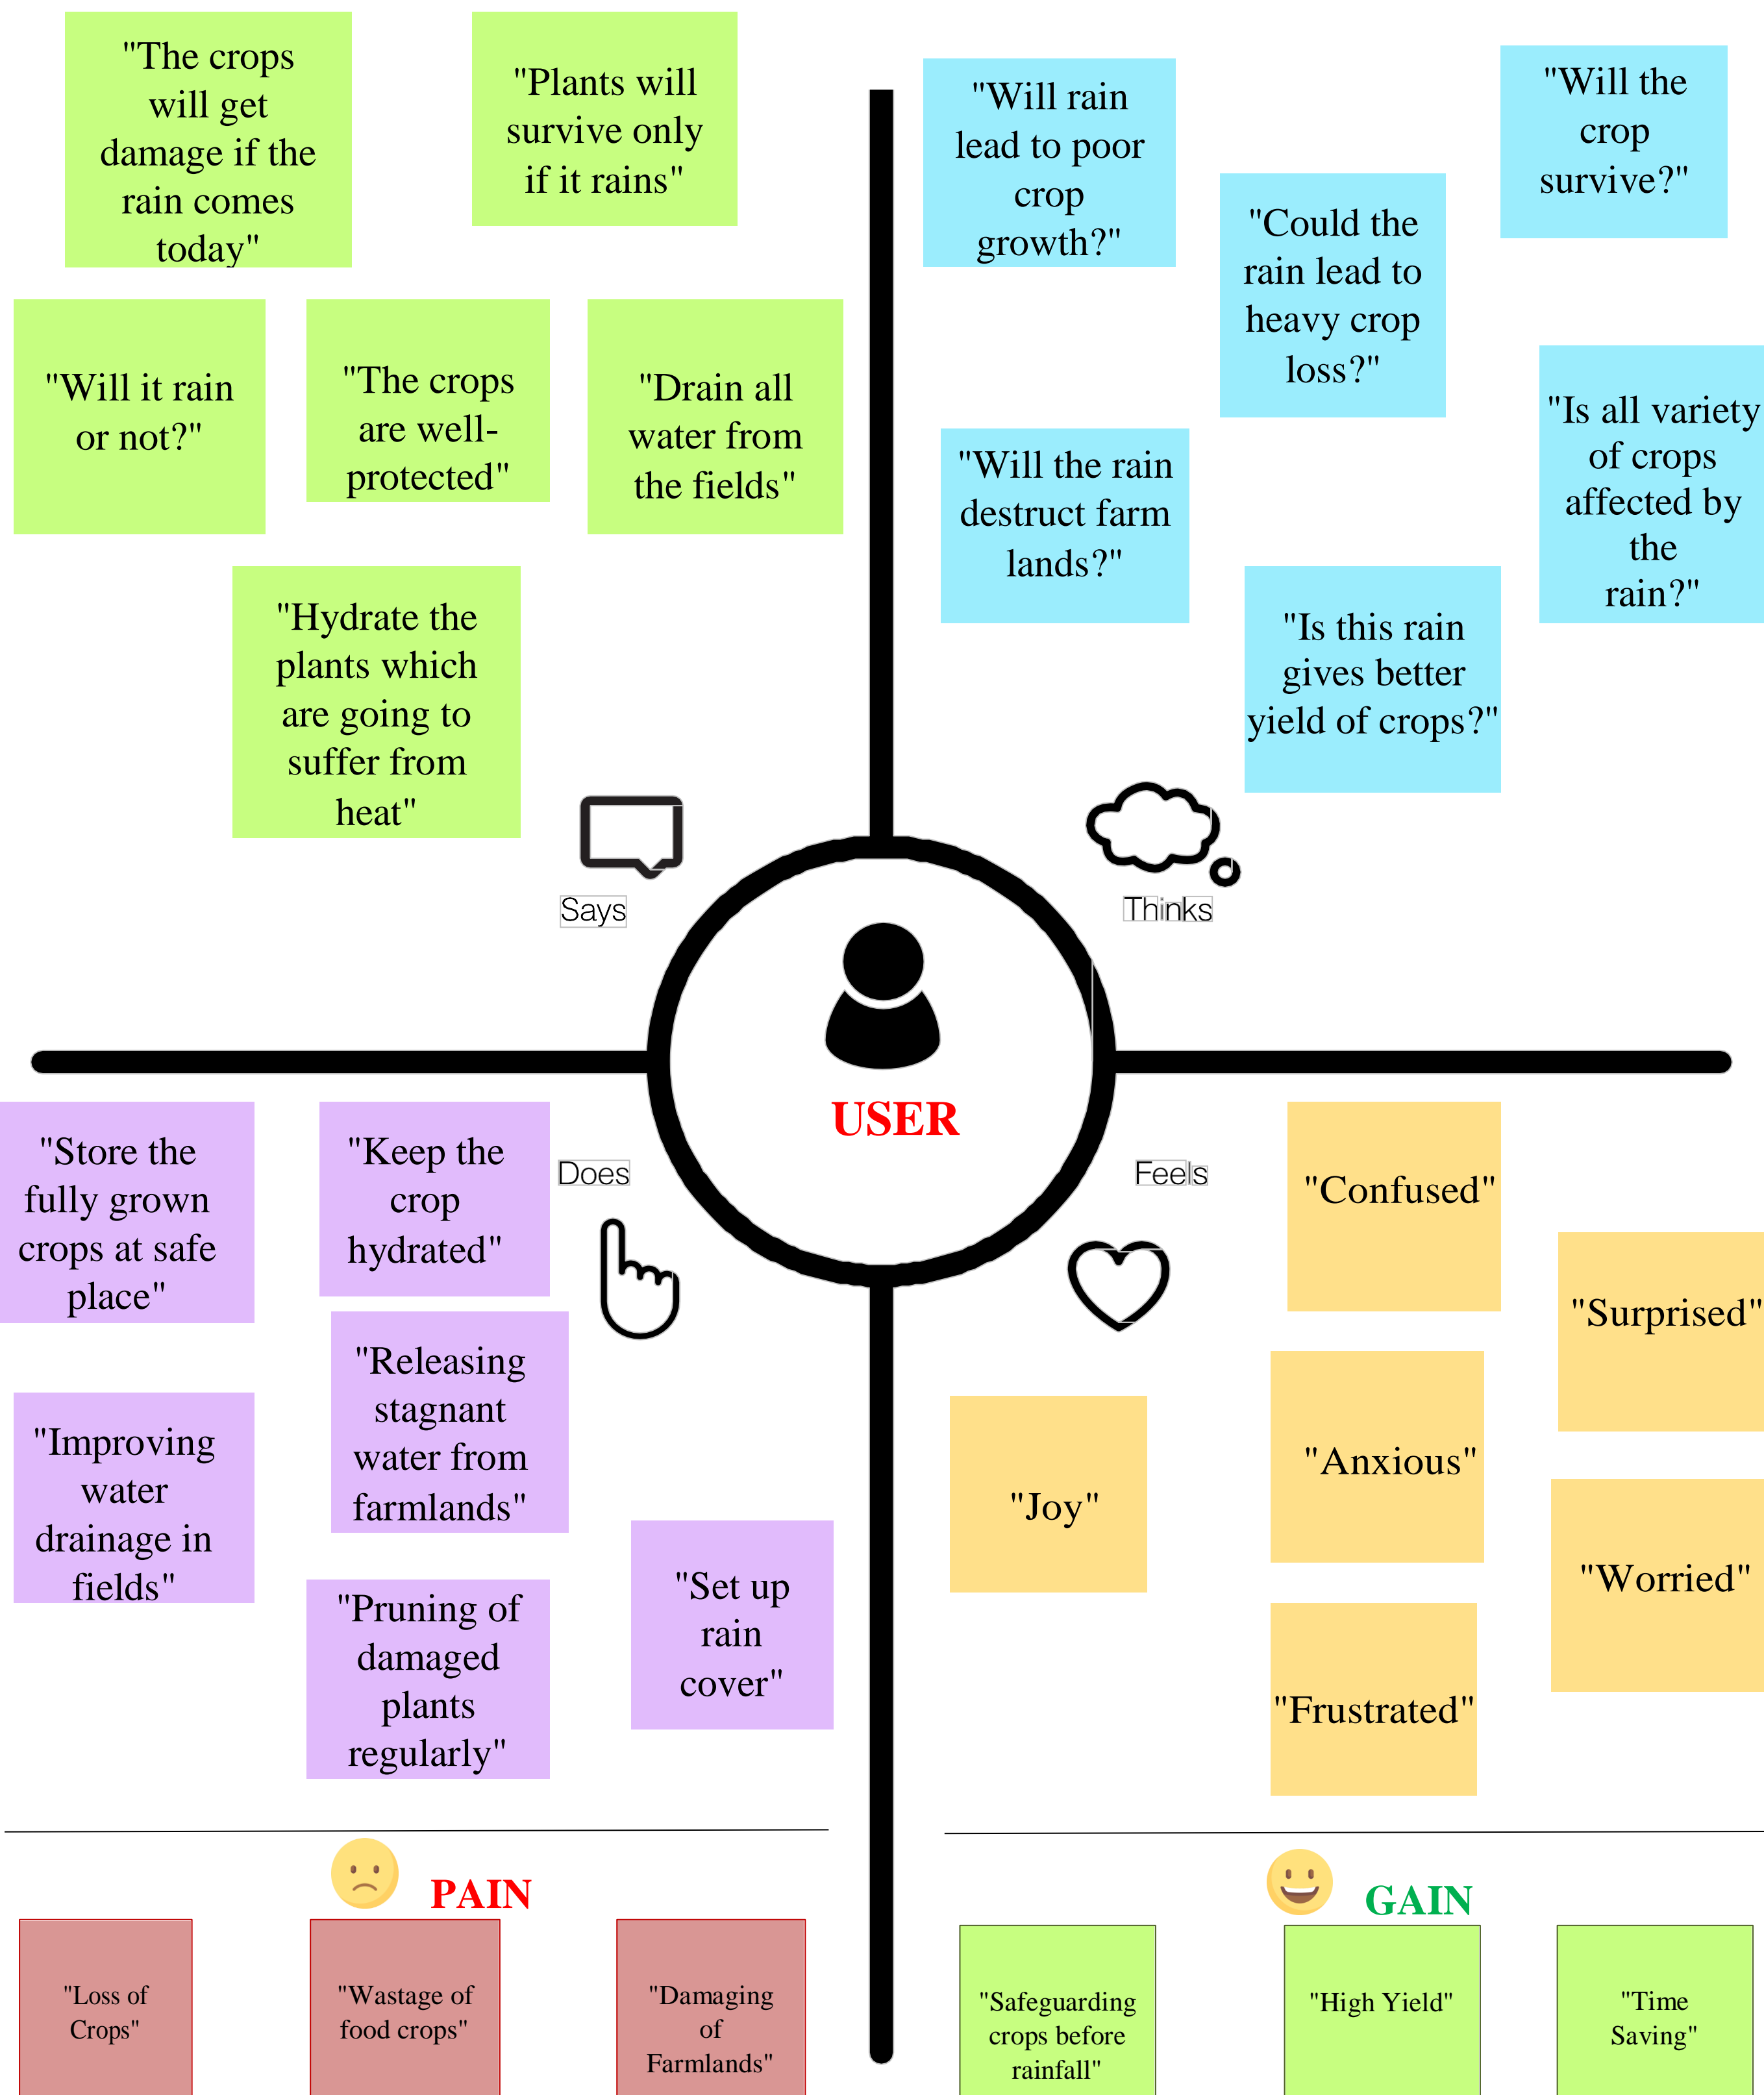 "The crops
will get
damage if the
rain comes
today"
"Plants will
survive only
if it rains"
"Will it rain
or not?"
"The crops
are well-
protected"
"Drain all
water from
the fields"
"Hydrate the
plants which
are going to
suffer from
heat"
Says
"Will rain
lead to poor
crop
growth?"
"Could the
rain lead to
heavy crop
loss?"
"Will the
crop
survive?"
"Will the rain
destruct farm
lands?"
"Is all variety
of crops
affected by
the
rain?"
"Is this rain
gives better
yield of crops?"
Thinks
USER
"Store the
fully grown
crops at safe
place"
"Keep the
crop
hydrated"
Does
"Improving
water
drainage in
fields"
"Releasing
stagnant
water from
farmlands"
"Pruning of
damaged
plants
regularly"
"Set up
rain
cover"
Feels
"Confused"
"Surprised"
"Joy"
"Anxious"
"Worried"
"Frustrated"
PAIN
"Loss of
Crops"
"Wastage of
food crops"
"Damaging
of
Farmlands"
GAIN
"Safeguarding
crops before
rainfall"
"High Yield"
"Time
Saving"